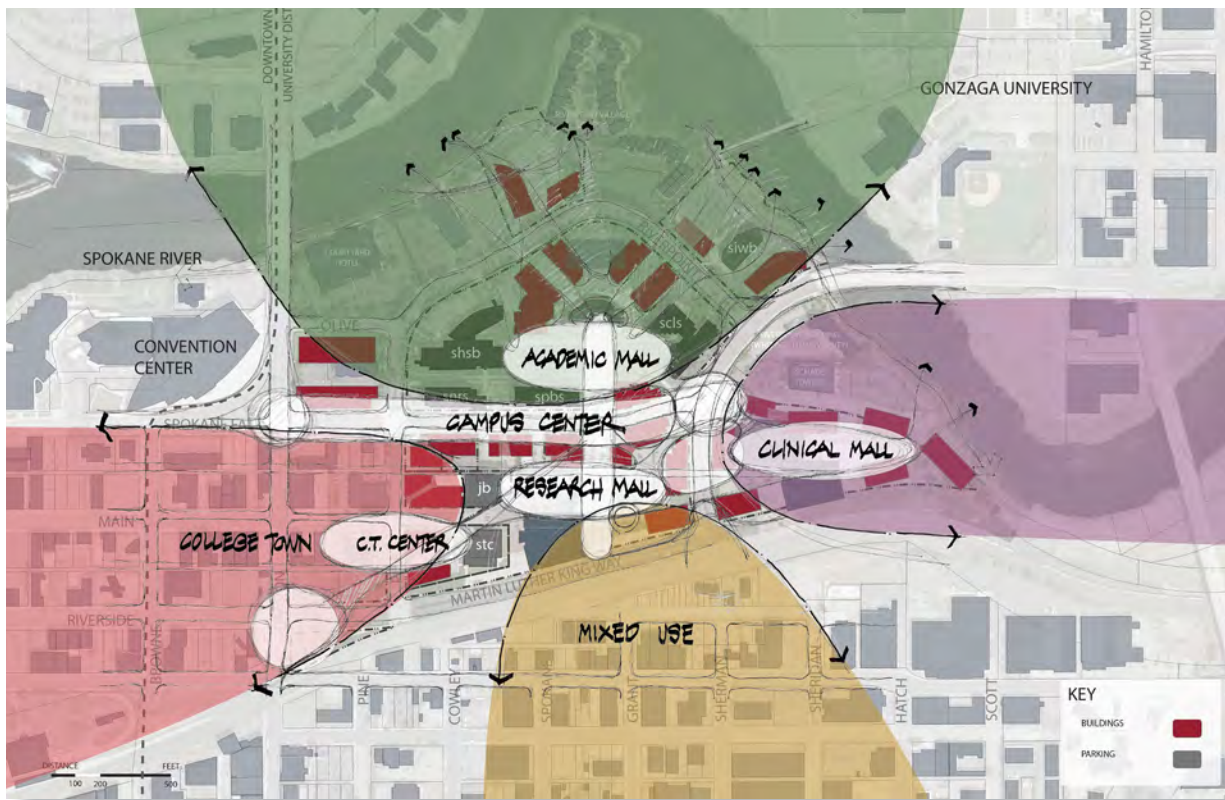 DOWNTOWN
UNIVERSITY DIST
HAMILTON
GONZAGA UNIVERSITY
siwb
SPOKANE RIVER
OLIVE
CONVENTION
CENTER
shsb
scls
ACADEMIC MALL
spbs
SPOKANE FA
CAMPUS CENTER
CLINICAL MALL
jb
RESEARCH MALL
MAIN
COLLEGE TOWN
C.T. CENTER
stc
MARTIN LUTHER KING WAY
RIVERSIDE
MIXED USE
BROWNE
PINE
COWLEY
SPOKANE
GRANT
SHERMAN
SHERIDAN
HATCH
SCOTT
KEY
BUILDINGS
PARKING
DISTANCE FEET
100 200 500